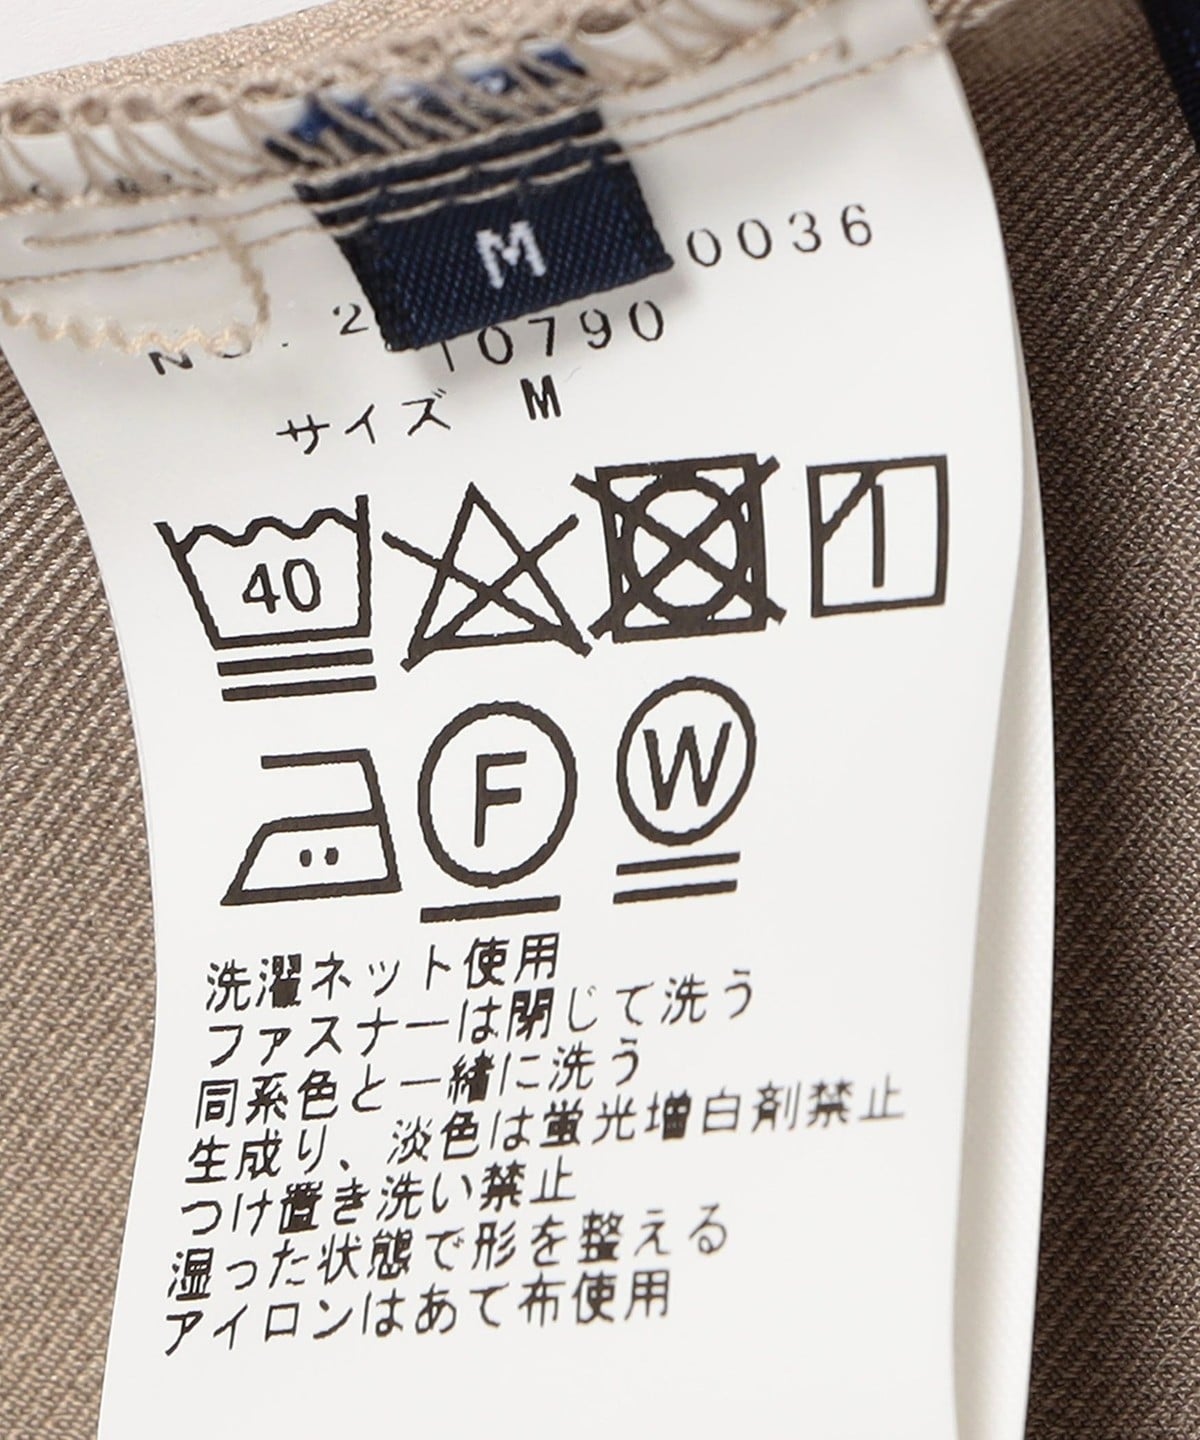 M
0036
10790
サイズ M
40
F
W
洗濯ネット使用
ファスナーは閉じて洗う
同系色と一緒に洗う
生成り、淡色は蛍光増白剤禁止
つけ置き洗い禁止
湿った状態で形を整える
アイロンはあて布使用